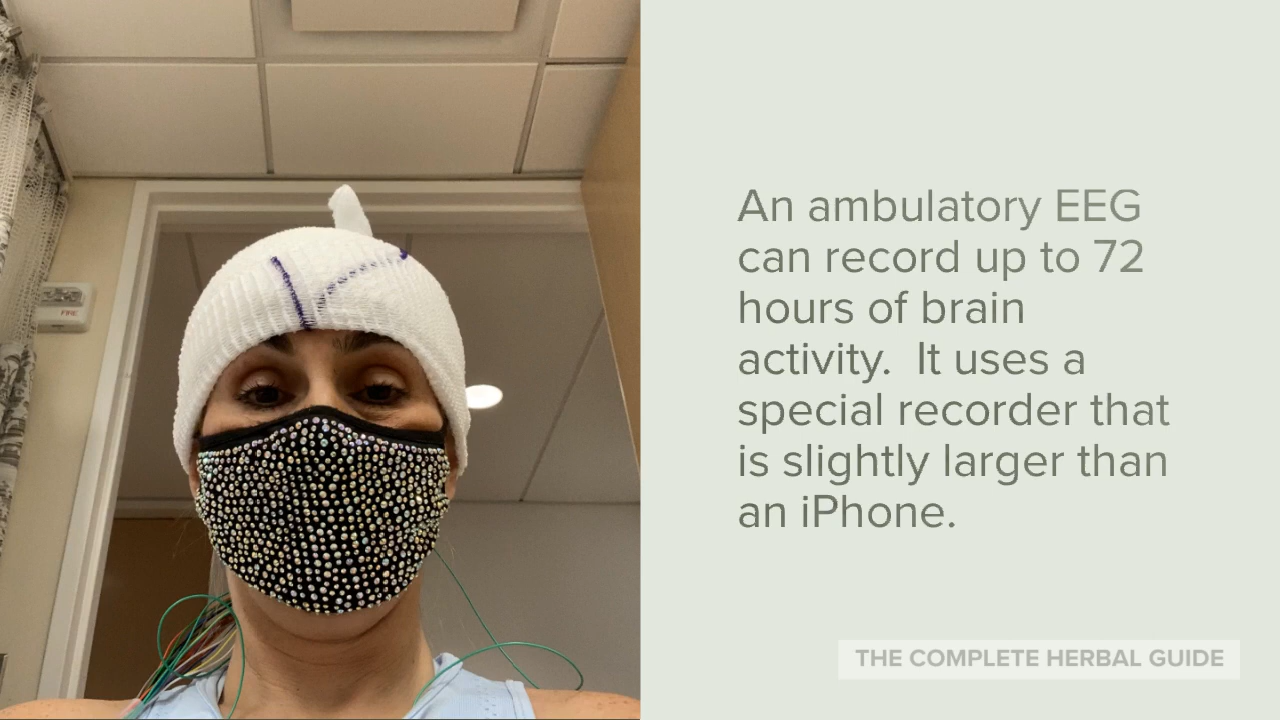 FIRE
An ambulatory EEG
can record up to 72
hours of brain
activity.  It uses a
special recorder that
is slightly larger than
an iPhone.
THE COMPLETE HERBAL GUIDE